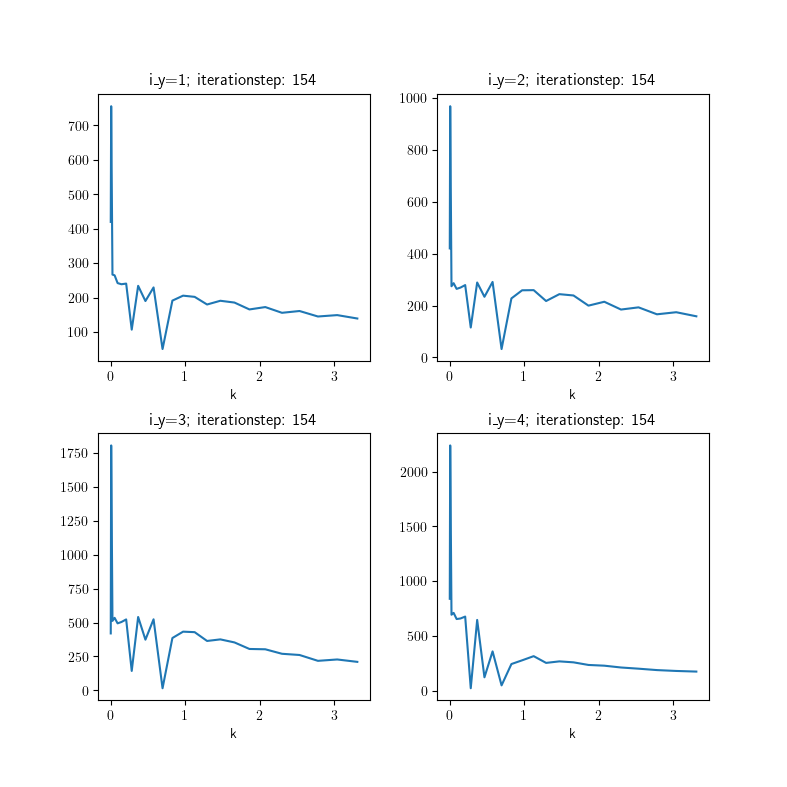 i_y=1; iterationstep: 154
i_y=2; iterationstep: 154
700
600
500
400
300
200
100
0 1 2 3
k
1000
800
600
400
200
0
0 1 2 3
k
i_y=3; iterationstep: 154
i_y=4; iterationstep: 154
1750
1500
1250
1000
750
500
250
0
0 1 2 3
k
2000
1500
1000
500
0
0 1 2 3
k